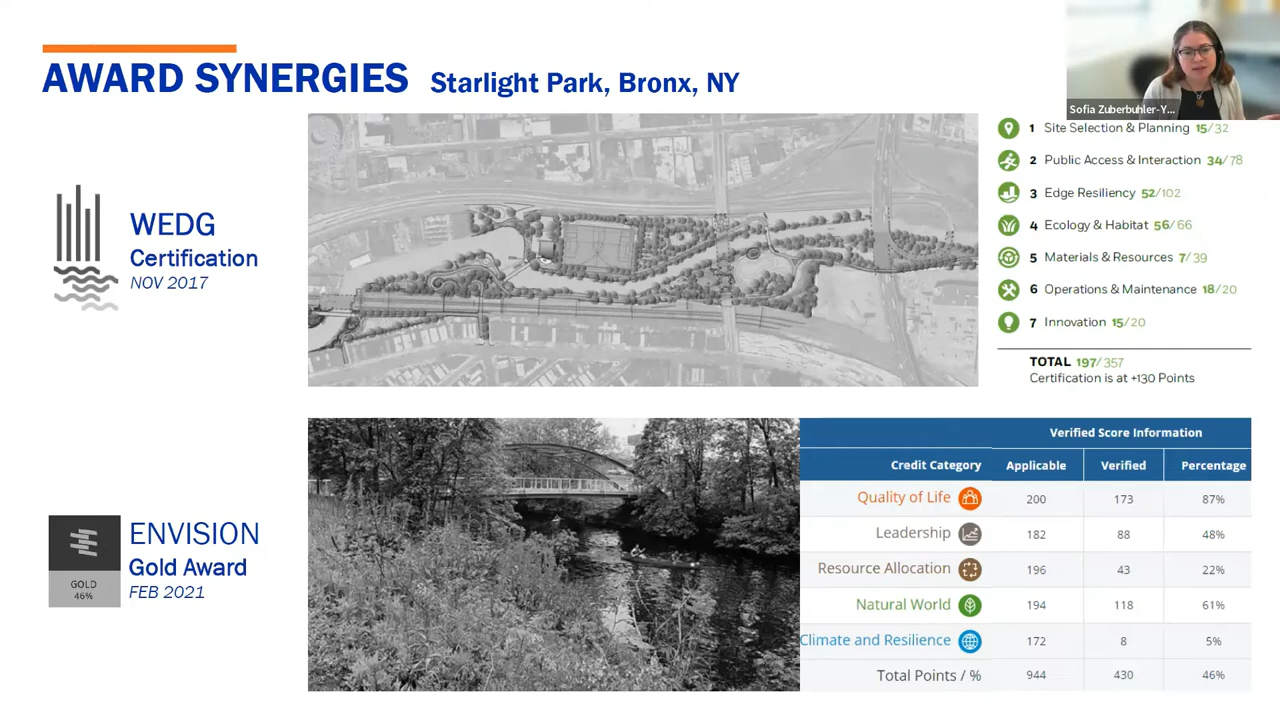 AWARD SYNERGIES Starlight Park, Bronx, NY
Sofia Zuberbuhler-Y...
WEDG
Certification
NOV 2017
1 Site Selection & Planning 15/32
2 Public Access & Interaction 34/78
3 Edge Resiliency 52/102
4 Ecology & Habitat 56/66
5 Materials & Resources 7/39
6 Operations & Maintenance 18/20
7 Innovation 15/20
TOTAL 197/357
Certification is at +130 Points
ENVISION
Gold Award
FEB 2021
GOLD
46%
Verified Score Information
Credit Category Applicable Verified Percentage
Quality of Life 200 173 87%
Leadership 182 88 48%
Resource Allocation 196 43 22%
Natural World 194 118 61%
Climate and Resilience 172 8 5%
Total Points / % 944 430 46%